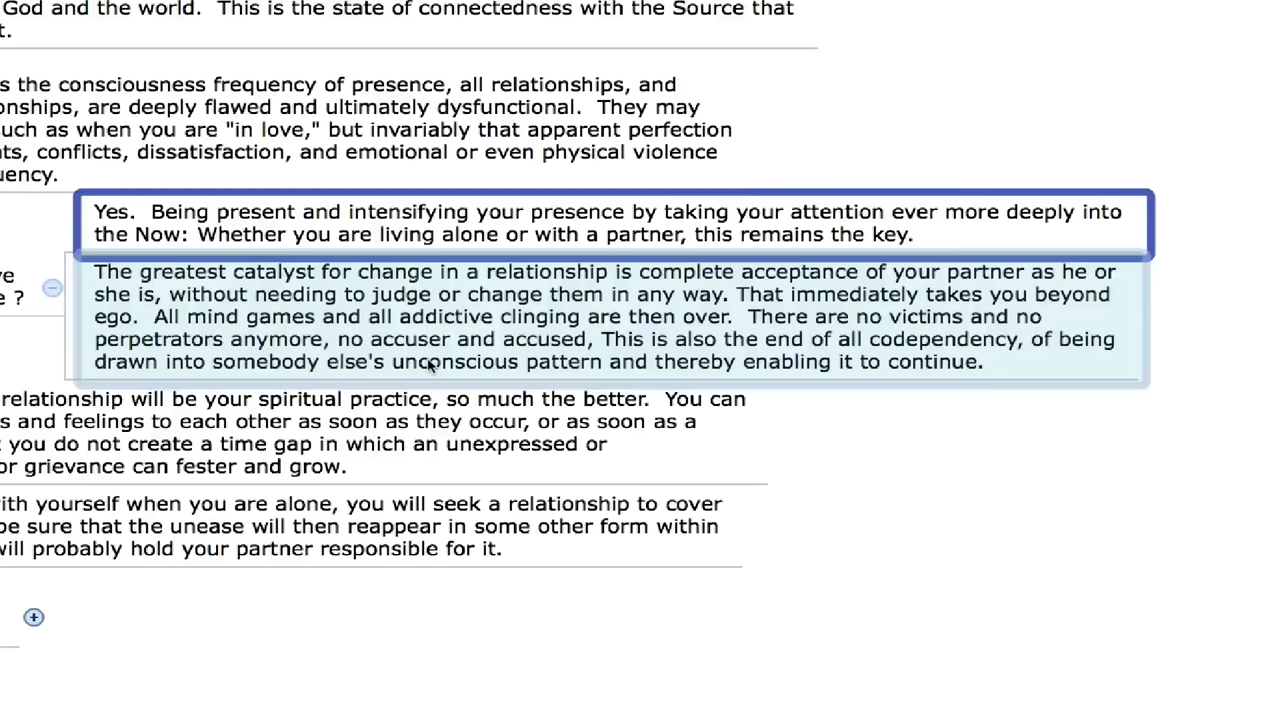 God and the world.  This is the state of connectedness with the Source that
t.
s the consciousness frequency of presence, all relationships, and
onships, are deeply flawed and ultimately dysfunctional.  They may
such as when you are "in love," but invariably that apparent perfection
ts, conflicts, dissatisfaction, and emotional or even physical violence
uency.
Yes.  Being present and intensifying your presence by taking your attention ever more deeply into
the Now: Whether you are living alone or with a partner, this remains the key.
ve
e ?
The greatest catalyst for change in a relationship is complete acceptance of your partner as he or
she is, without needing to judge or change them in any way. That immediately takes you beyond
ego.  All mind games and all addictive clinging are then over.  There are no victims and no
perpetrators anymore, no accuser and accused, This is also the end of all codependency, of being
drawn into somebody else's unconscious pattern and thereby enabling it to continue.
relationship will be your spiritual practice, so much the better.  You can
s and feelings to each other as soon as they occur, or as soon as a
t you do not create a time gap in which an unexpressed or
or grievance can fester and grow.
with yourself when you are alone, you will seek a relationship to cover
be sure that the unease will then reappear in some other form within
will probably hold your partner responsible for it.